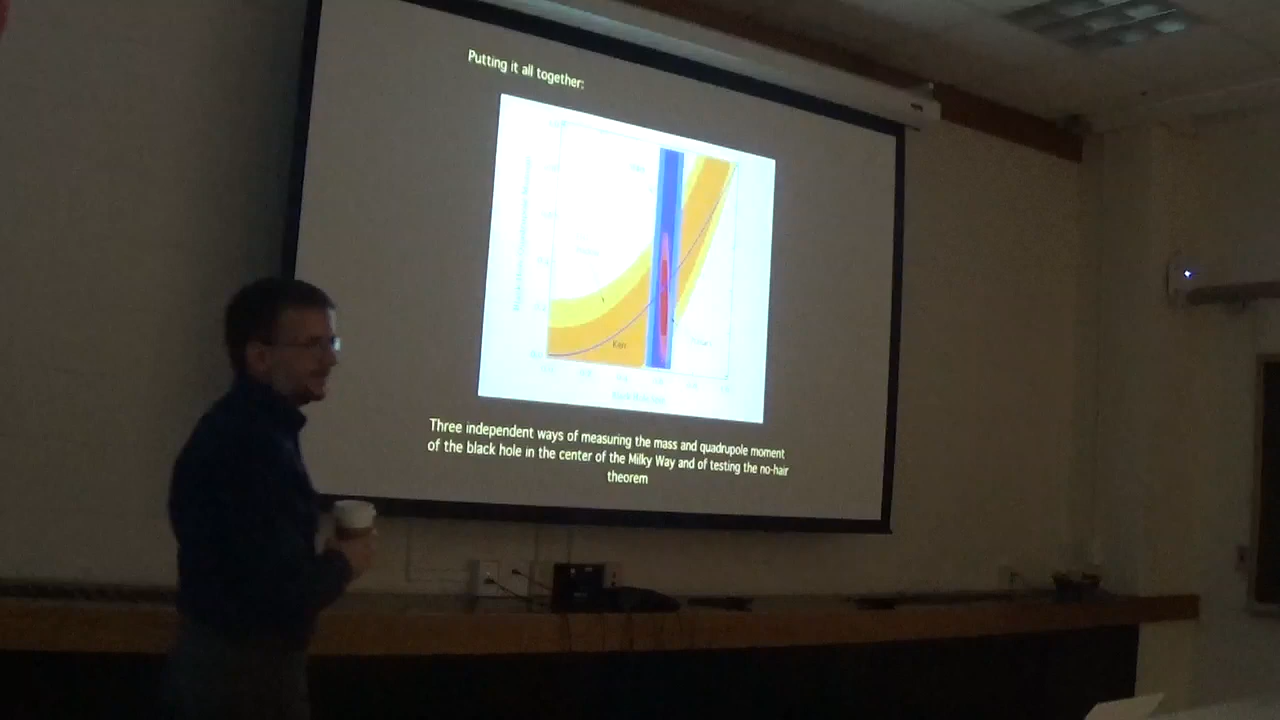 Putting it all together:
Kerr
Three independent ways of measuring the mass and quadrupole moment
of the black hole in the center of the Milky Way and of testing the no-hair
theorem